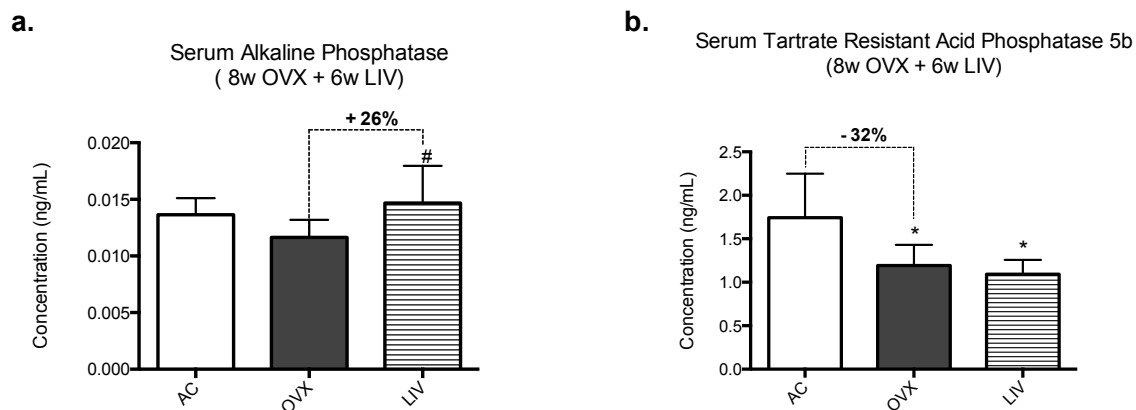 a.
Serum Alkaline Phosphatase
( 8w OVX + 6w LIV)
+ 26%
#
0.020
0.015
0.010
0.005
0.000
Concentration (ng/mL)
AC
OVX
LIV
b.
Serum Tartrate Resistant Acid Phosphatase 5b
(8w OVX + 6w LIV)
- 32%
2.5
2.0
1.5
1.0
0.5
0.0
*
*
Concentration (ng/mL)
AC
OVX
LIV